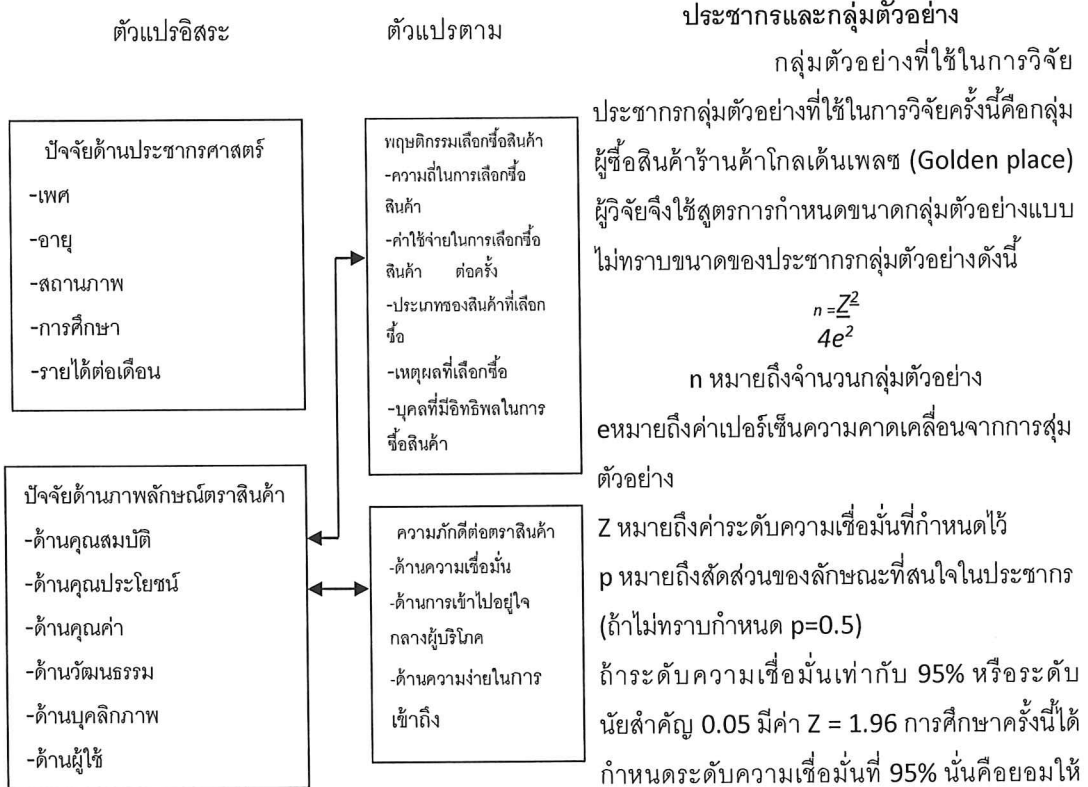 ตัวแปรอิสระ
ตัวแปรตาม
ปัจจัยด้านประชากรศาสตร์
-เพศ
-อายุ
-สถานภาพ
-การศึกษา
-รายได้ต่อเดือน
ปัจจัยด้านภาพลักษณ์ตราสินค้า
-ด้านคุณสมบัติ
-ด้านคุณประโยชน์
-ด้านคุณค่า
-ด้านวัฒนธรรม
-ด้านบุคลิกภาพ
-ด้านผู้ใช้
พฤษติกรรมเลือกซื้อสินค้า
-ความถี่ในการเลือกซื้อ
สินค้า
-ค่าใช้จ่ายในการเลือกซื้อ
สินค้า ต่อครั้ง
-ประเภทของสินค้าที่เลือก
ซื้อ
-เหตุผลที่เลือกซื้อ
-บุคลที่มีอิทธิพลในการ
ซื้อสินค้า
ความภักดีต่อตราสินค้า
-ด้านความเชื่อมั่น
-ด้านการเข้าไปอยู่ใจ
กลางผู้บริโภค
-ด้านความง่ายในการ
เข้าถึง
ประชากรและกลุ่มตัวอย่าง
กลุ่มตัวอย่างที่ใช้ในการวิจัย
ประชากรกลุ่มตัวอย่างที่ใช้ในการวิจัยครั้งนี้คือกลุ่ม
ผู้ซื้อสินค้าร้านค้าโกลเด้นเพลซ (Golden place)
ผู้วิจัยจึงใช้สูตรการกำหนดขนาดกลุ่มตัวอย่างแบบ
ไม่ทราบขนาดของประชากรกลุ่มตัวอย่างดังนี้
n =Z²
4e²
n หมายถึงจำนวนกลุ่มตัวอย่าง
eหมายถึงค่าเปอร์เซ็นความคาดเคลื่อนจากการสุ่ม
ตัวอย่าง
Z หมายถึงค่าระดับความเชื่อมั่นที่กำหนดไว้
p หมายถึงสัดส่วนของลักษณะที่สนใจในประชากร
(ถ้าไม่ทราบกำหนด p=0.5)
ถ้าระดับความเชื่อมั่นเท่ากับ 95% หรือระดับ
นัยสำคัญ 0.05 มีค่า Z = 1.96 การศึกษาครั้งนี้ได้
กำหนดระดับความเชื่อมั่นที่ 95% นั่นคือยอมให้